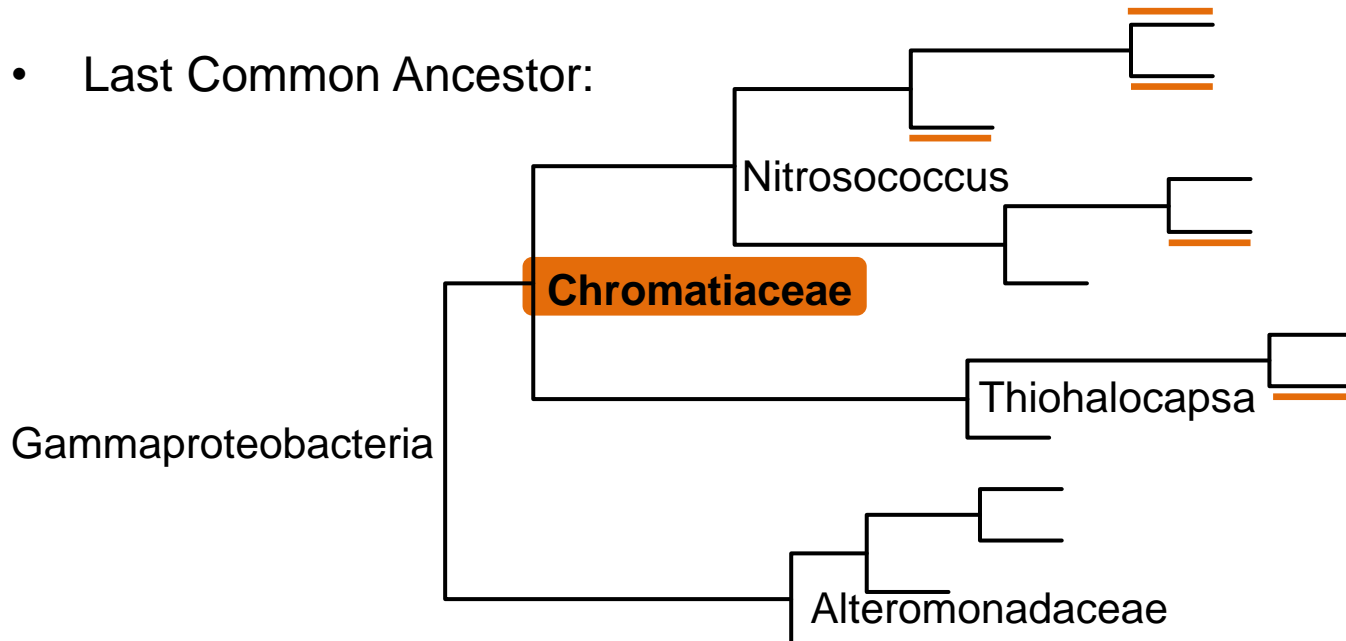 • Last Common Ancestor:
Nitrosococcus
Chromatiaceae
Thiohalocapsa
Gammaproteobacteria
Alteromonadaceae